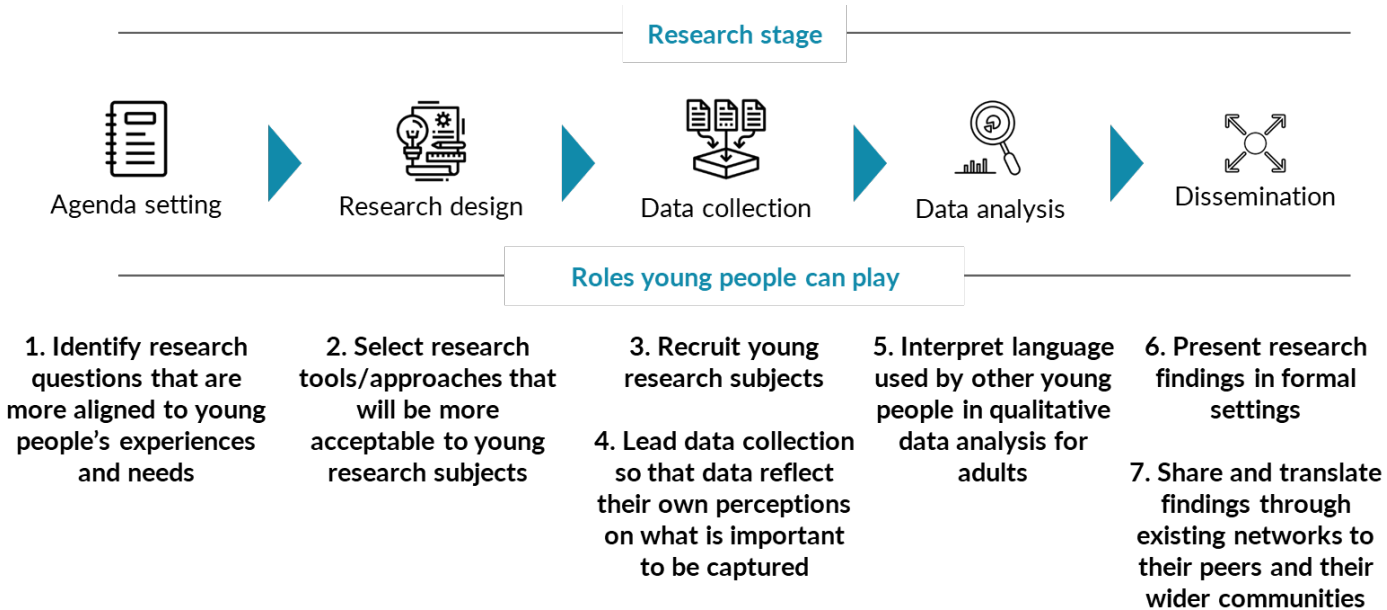 Research stage
Agenda setting
Research design
Data collection
Data analysis
Dissemination
Roles young people can play
1. Identify research
questions that are
more aligned to young
people’s experiences
and needs
2. Select research
tools/approaches that
will be more
acceptable to young
research subjects
3. Recruit young
research subjects
4. Lead data collection
so that data reflect
their own perceptions
on what is important
to be captured
5. Interpret language
used by other young
people in qualitative
data analysis for
adults
6. Present research
findings in formal
settings
7. Share and translate
findings through
existing networks to
their peers and their
wider communities